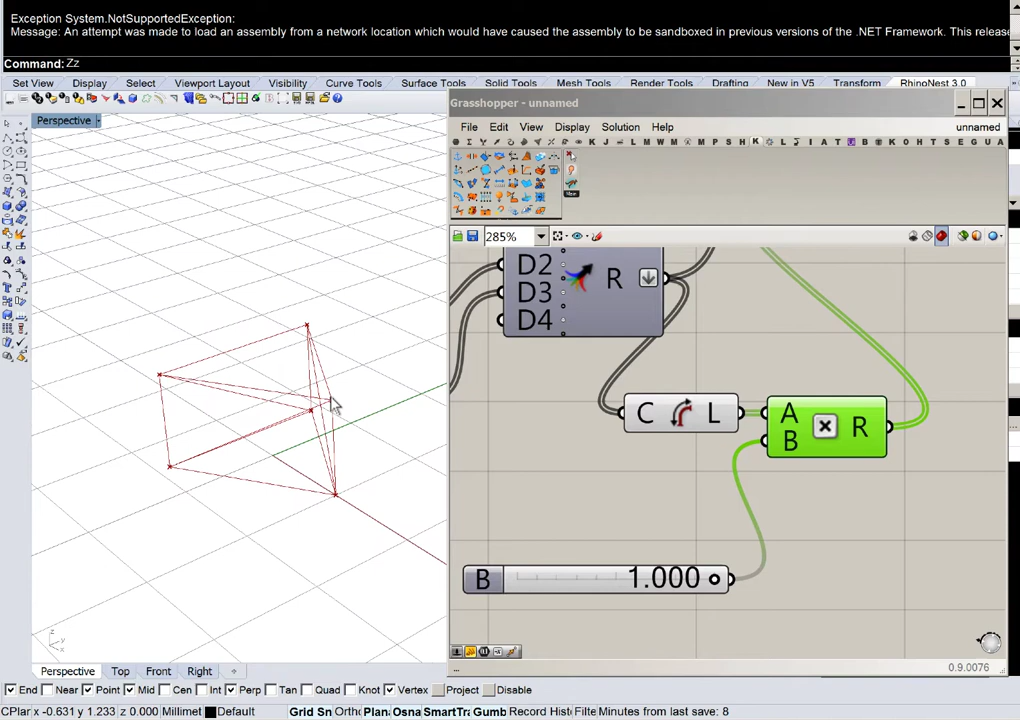 Exception System.NotSupportedException:
Message: An attempt was made to load an assembly from a network location which would have caused the assembly to be sandboxed in previous versions of the .NET Framework. This release
Command: Zz
Set View Display Select Viewport Layout Visibility Curve Tools Surface Tools Solid Tools Mesh Tools Render Tools Drafting New in V5 Transform RhinoNest 3.0
Perspective
Grasshopper - unnamed
File Edit View Display Solution Help unnamed
285%
D2
D3
D4
R
C L
A
B
R
B 1.000
z
y
x
0.9.0076
Perspective Top Front Right
End Near Point Mid Cen Int Perp Tan Quad Knot Vertex Project Disable
CPlar x -0.631 y 1.233 z 0.000 Millimet Default Grid Sn Ortho Plana Osna SmartTra Gumb Record Histo Filte Minutes from last save: 8